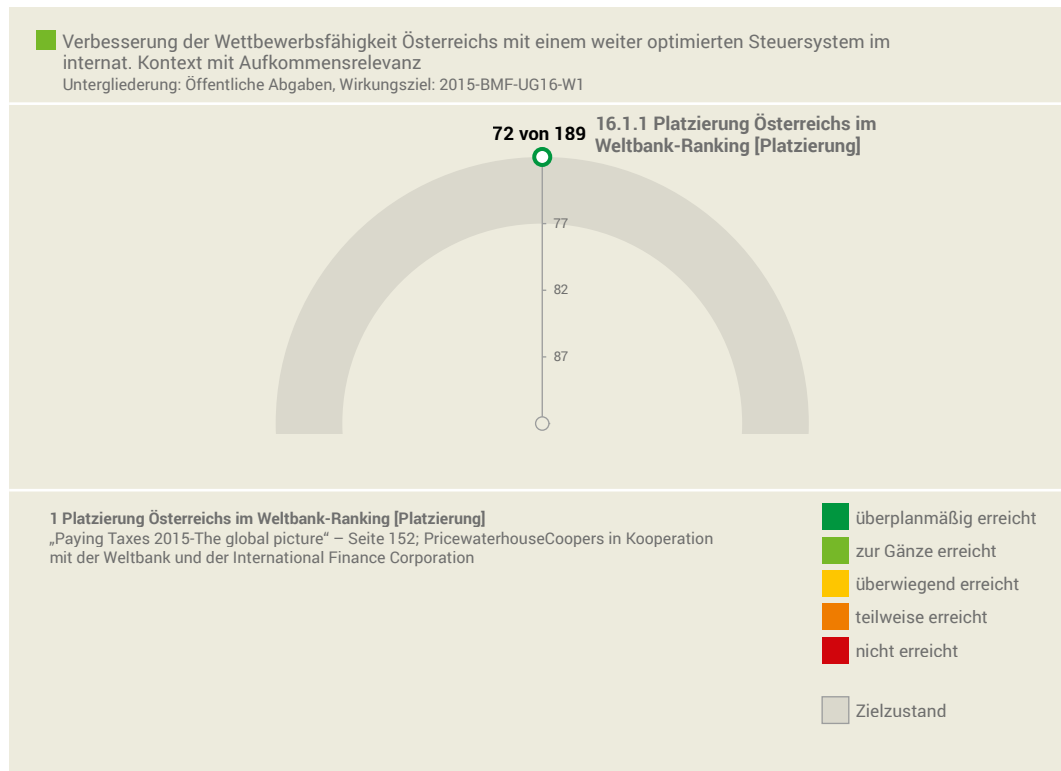 Verbesserung der Wettbewerbsfähigkeit Österreichs mit einem weiter optimierten Steuersystem im
internat. Kontext mit Aufkommensrelevanz
Untergliederung: Öffentliche Abgaben, Wirkungsziel: 2015-BMF-UG16-W1
72 von 189
16.1.1 Platzierung Österreichs im
Weltbank-Ranking [Platzierung]
77
82
87
1 Platzierung Österreichs im Weltbank-Ranking [Platzierung]
„Paying Taxes 2015-The global picture“ – Seite 152; PricewaterhouseCoopers in Kooperation
mit der Weltbank und der International Finance Corporation
überplanmäßig erreicht
zur Gänze erreicht
überwiegend erreicht
teilweise erreicht
nicht erreicht
Zielzustand